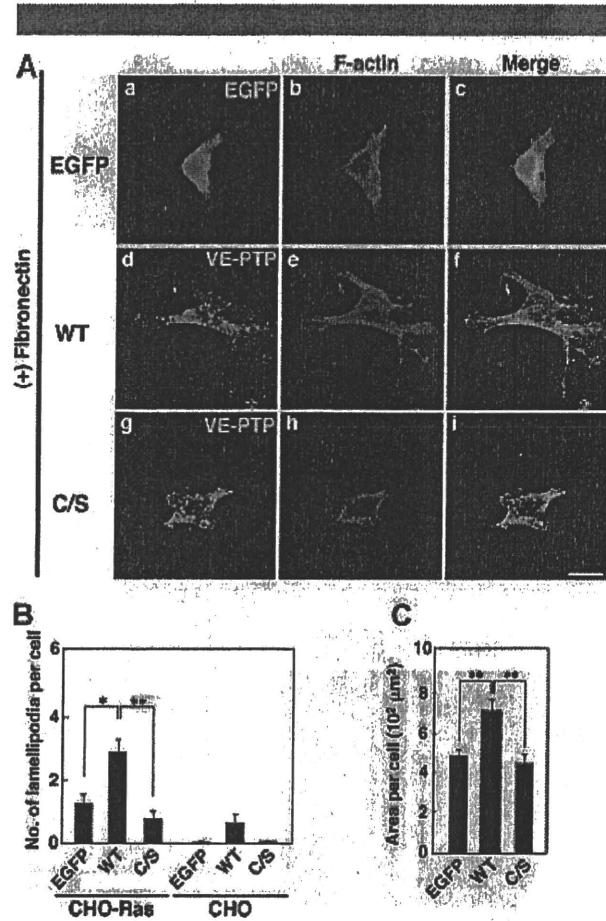 A
F-actin Merge
a EGFP b c
EGFP
d VE-PTP e f
WT
g VE-PTP h i
C/S
(+) Fibronectin
B
No. of lamellipodia per cell
6
4
2
0
* **
EGFP WT C/S EGFP WT C/S
CHO-Ras CHO
C
Area per cell (10² μm²)
10
8
6
4
2
0
** **
EGFP WT C/S